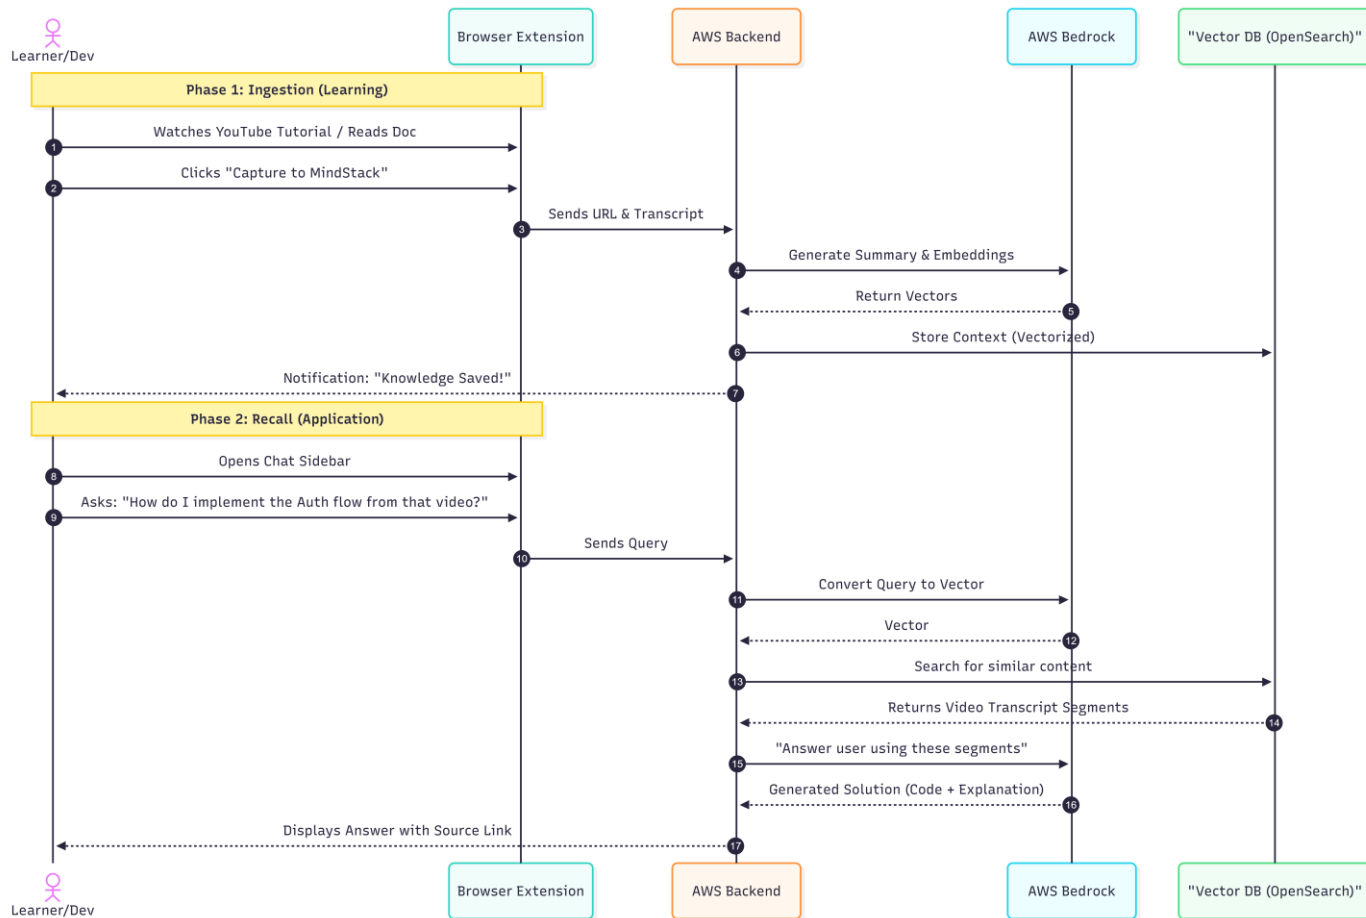 Learner/Dev
Browser Extension
AWS Backend
AWS Bedrock
"Vector DB (OpenSearch)"
Phase 1: Ingestion (Learning)
1
Watches YouTube Tutorial / Reads Doc
2
Clicks "Capture to MindStack"
3
Sends URL & Transcript
4
Generate Summary & Embeddings
Return Vectors
5
6
Store Context (Vectorized)
Notification: "Knowledge Saved!"
7
Phase 2: Recall (Application)
8
Opens Chat Sidebar
9
Asks: "How do I implement the Auth flow from that video?"
10
Sends Query
11
Convert Query to Vector
Vector
12
13
Search for similar content
Returns Video Transcript Segments
14
15
"Answer user using these segments"
Generated Solution (Code + Explanation)
16
Displays Answer with Source Link
17
Learner/Dev
Browser Extension
AWS Backend
AWS Bedrock
"Vector DB (OpenSearch)"